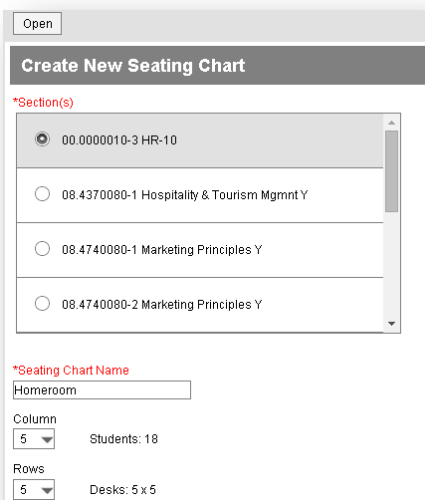 Open
Create New Seating Chart
*Section(s)
00.0000010-3 HR-10
08.4370080-1 Hospitality & Tourism Mgmnt Y
08.4740080-1 Marketing Principles Y
08.4740080-2 Marketing Principles Y
*Seating Chart Name
Homeroom
Column
5 Students: 18
Rows
5 Desks: 5 x 5